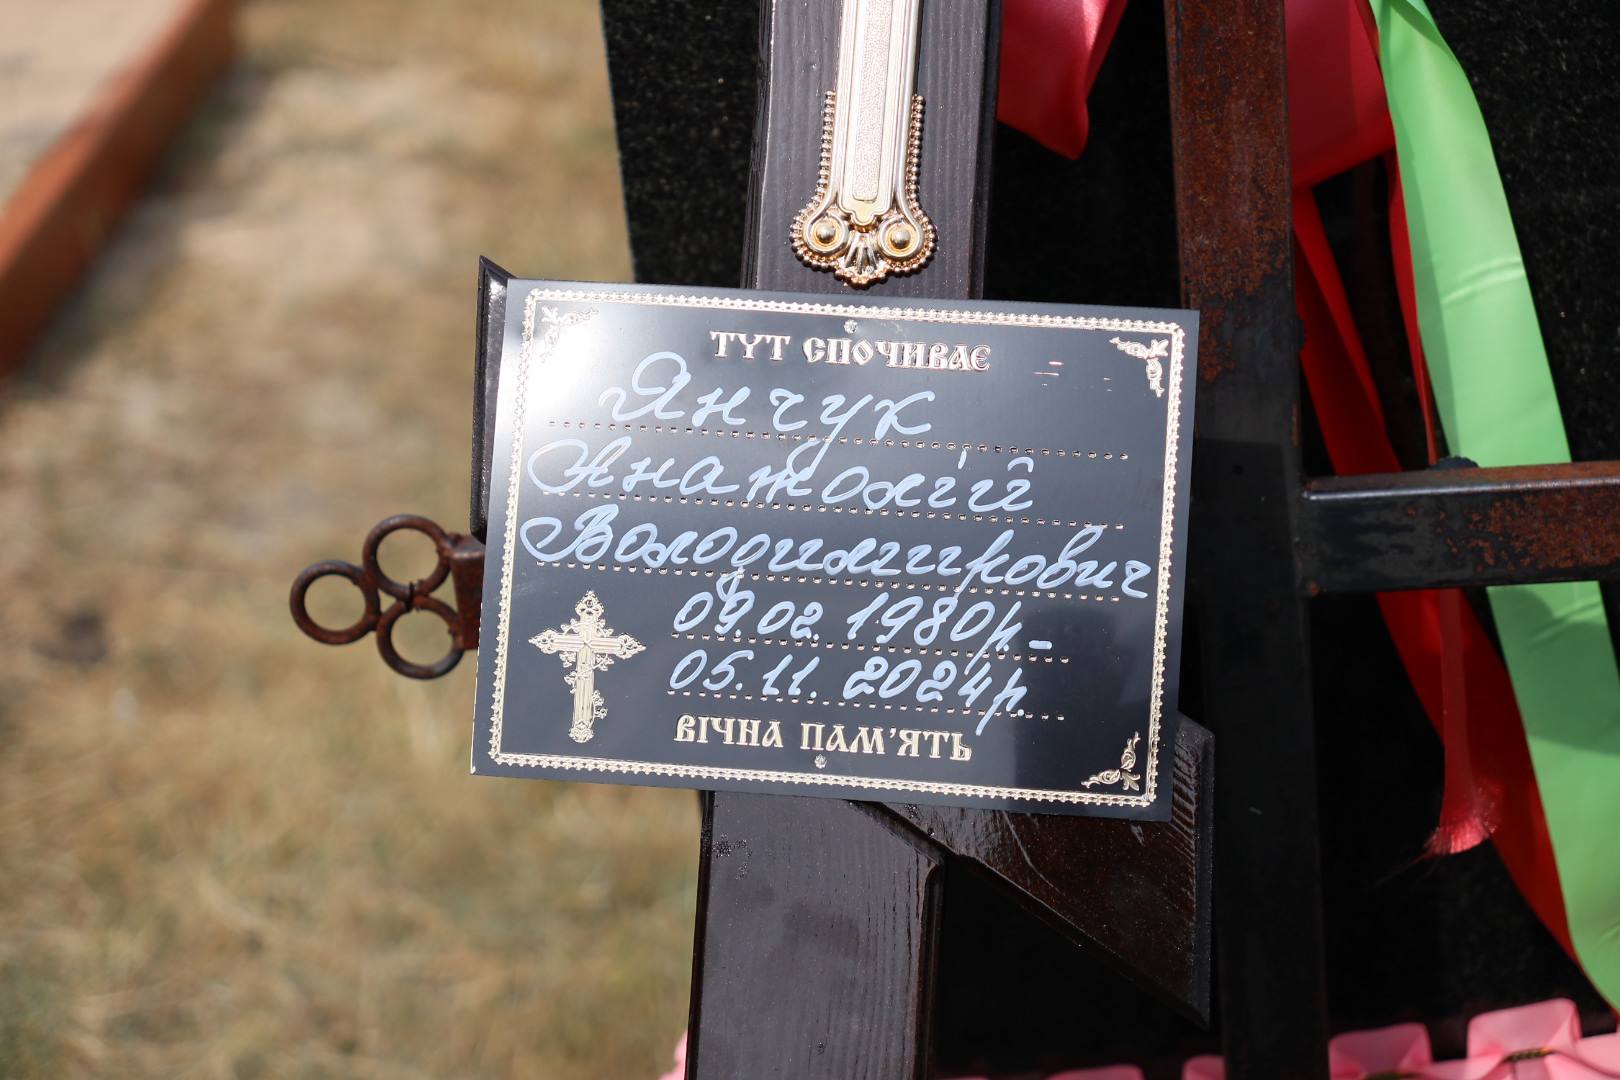 ТУТ СПОЧИВАЄ
Янчук
Анатолій
Володимирович
09.02.1980р.-
05.11.2024р.
ВІЧНА ПАМ'ЯТЬ